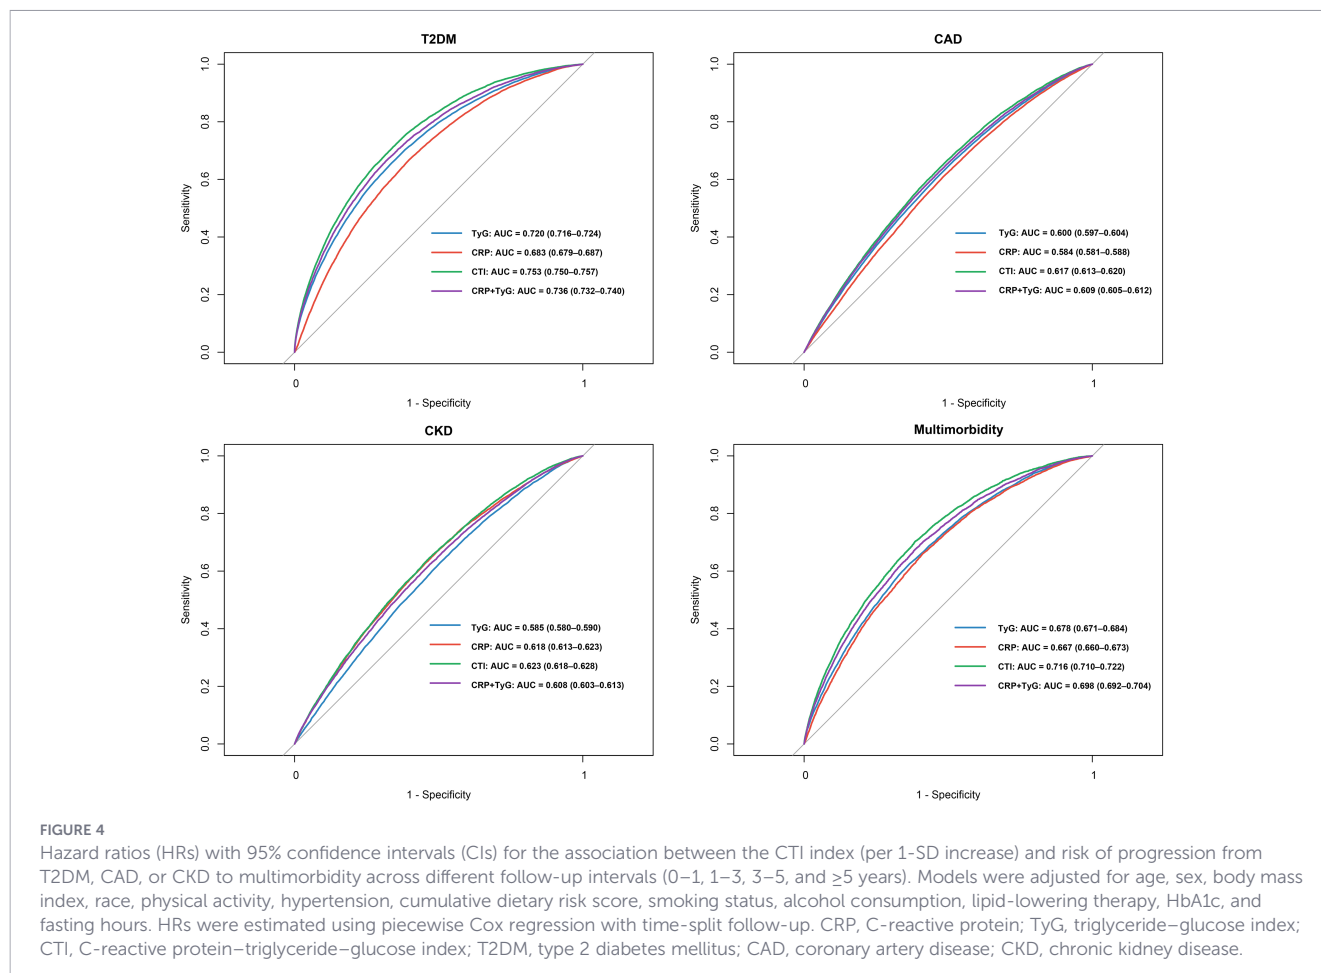 T2DM
1.0
0.8
0.6
0.4
0.2
0.0
Sensitivity
TyG: AUC = 0.720 (0.716–0.724)
CRP: AUC = 0.683 (0.679–0.687)
CTI: AUC = 0.753 (0.750–0.757)
CRP+TyG: AUC = 0.736 (0.732–0.740)
0 1
1 - Specificity
CAD
1.0
0.8
0.6
0.4
0.2
0.0
Sensitivity
TyG: AUC = 0.600 (0.597–0.604)
CRP: AUC = 0.584 (0.581–0.588)
CTI: AUC = 0.617 (0.613–0.620)
CRP+TyG: AUC = 0.609 (0.605–0.612)
0 1
1 - Specificity
CKD
1.0
0.8
0.6
0.4
0.2
0.0
Sensitivity
TyG: AUC = 0.585 (0.580–0.590)
CRP: AUC = 0.618 (0.613–0.623)
CTI: AUC = 0.623 (0.618–0.628)
CRP+TyG: AUC = 0.608 (0.603–0.613)
0 1
1 - Specificity
Multimorbidity
1.0
0.8
0.6
0.4
0.2
0.0
Sensitivity
TyG: AUC = 0.678 (0.671–0.684)
CRP: AUC = 0.667 (0.660–0.673)
CTI: AUC = 0.716 (0.710–0.722)
CRP+TyG: AUC = 0.698 (0.692–0.704)
0 1
1 - Specificity
FIGURE 4
Hazard ratios (HRs) with 95% confidence intervals (CIs) for the association between the CTI index (per 1-SD increase) and risk of progression from
T2DM, CAD, or CKD to multimorbidity across different follow-up intervals (0–1, 1–3, 3–5, and ≥5 years). Models were adjusted for age, sex, body mass
index, race, physical activity, hypertension, cumulative dietary risk score, smoking status, alcohol consumption, lipid-lowering therapy, HbA1c, and
fasting hours. HRs were estimated using piecewise Cox regression with time-split follow-up. CRP, C-reactive protein; TyG, triglyceride–glucose index;
CTI, C-reactive protein–triglyceride–glucose index; T2DM, type 2 diabetes mellitus; CAD, coronary artery disease; CKD, chronic kidney disease.